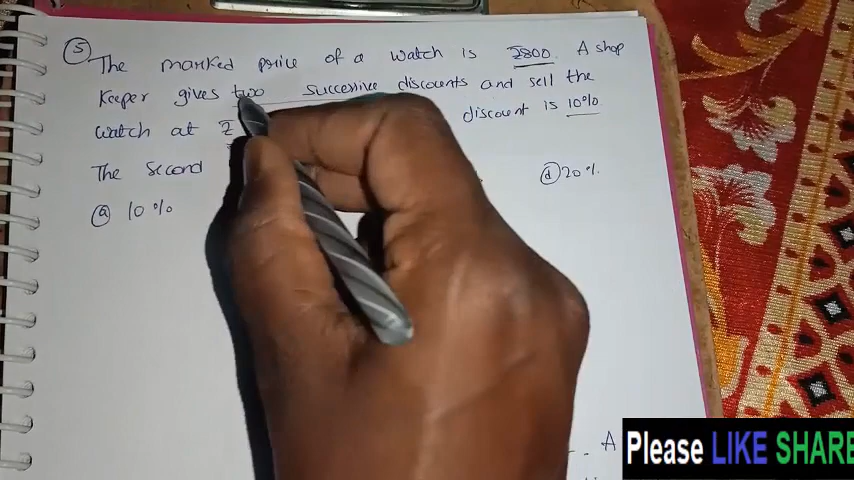 ⑤ The marked price of a watch is ₹800. A shop
Keeper gives two successive discounts and sell the
watch at ₹ discount is 10%
The Second
ⓐ 10% ⓓ 20%
A
Please LIKE SHARE